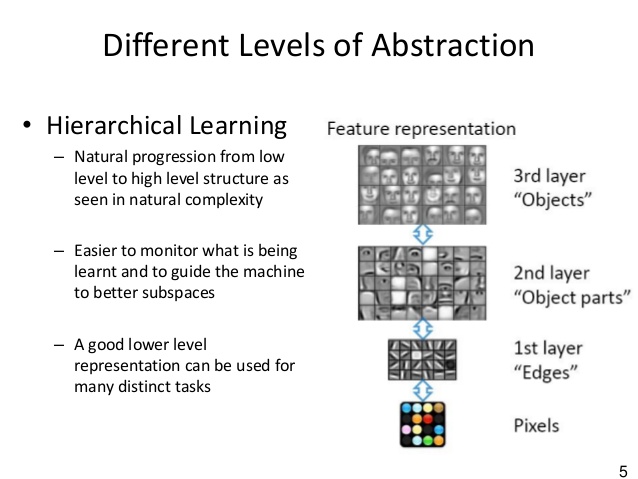 Different Levels of Abstraction
• Hierarchical Learning
– Natural progression from low
level to high level structure as
seen in natural complexity
– Easier to monitor what is being
learnt and to guide the machine
to better subspaces
– A good lower level
representation can be used for
many distinct tasks
Feature representation
3rd layer
“Objects”
2nd layer
“Object parts”
1st layer
“Edges”
Pixels
5